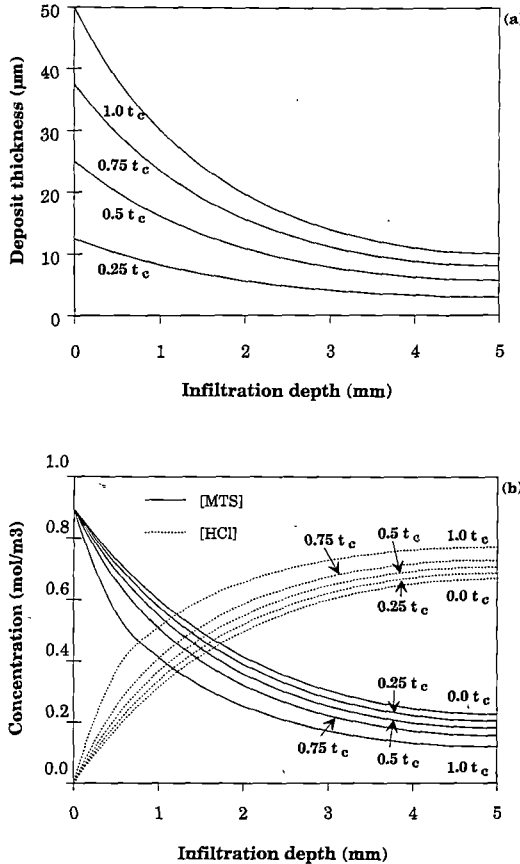 (a)
50
40
30
20
10
0
Deposit thickness (μm)
1.0 t c
0.75 t c
0.5 t c
0.25 t c
0 1 2 3 4 5
Infiltration depth (mm)
(b)
1.0
0.8
0.6
0.4
0.2
0.0
Concentration (mol/m3)
[MTS]
[HCl]
0.75 t c
0.5 t c
1.0 t c
0.25 t c
0.0 t c
0.25 t c
0.0 t c
0.75 t c
0.5 t c
1.0 t c
0 1 2 3 4 5
Infiltration depth (mm)